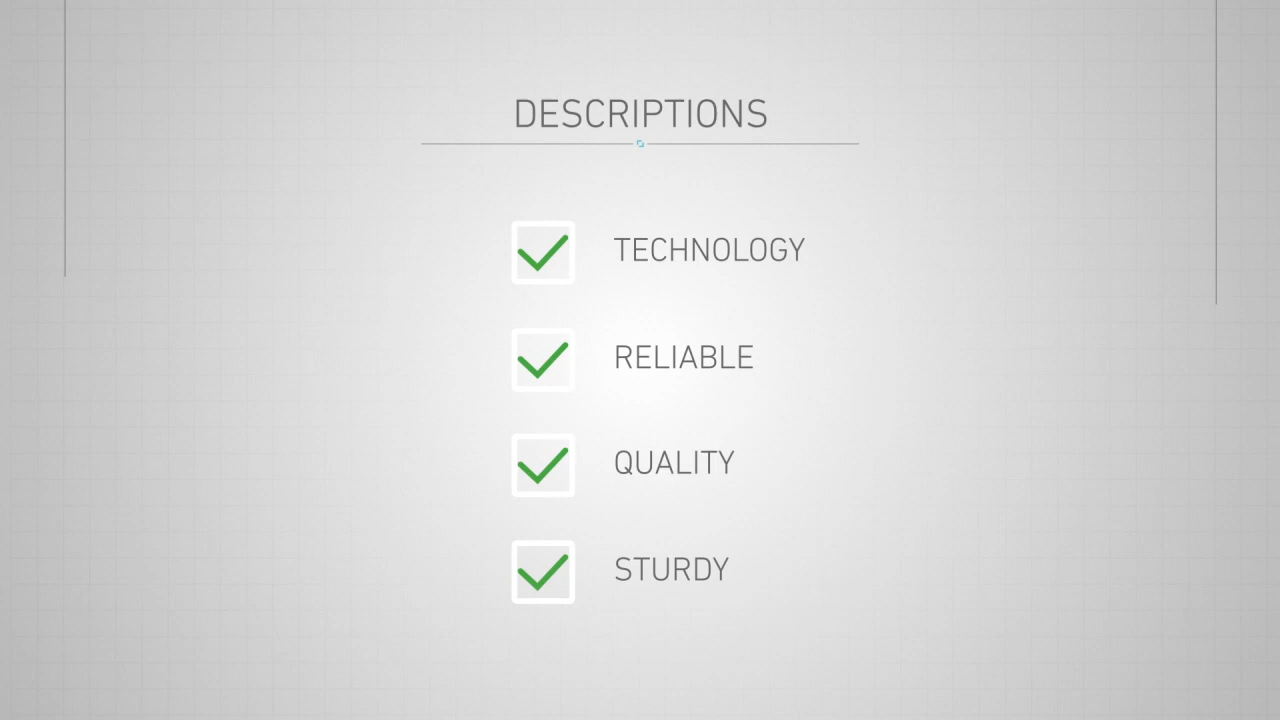 DESCRIPTIONS
TECHNOLOGY
RELIABLE
QUALITY
STURDY